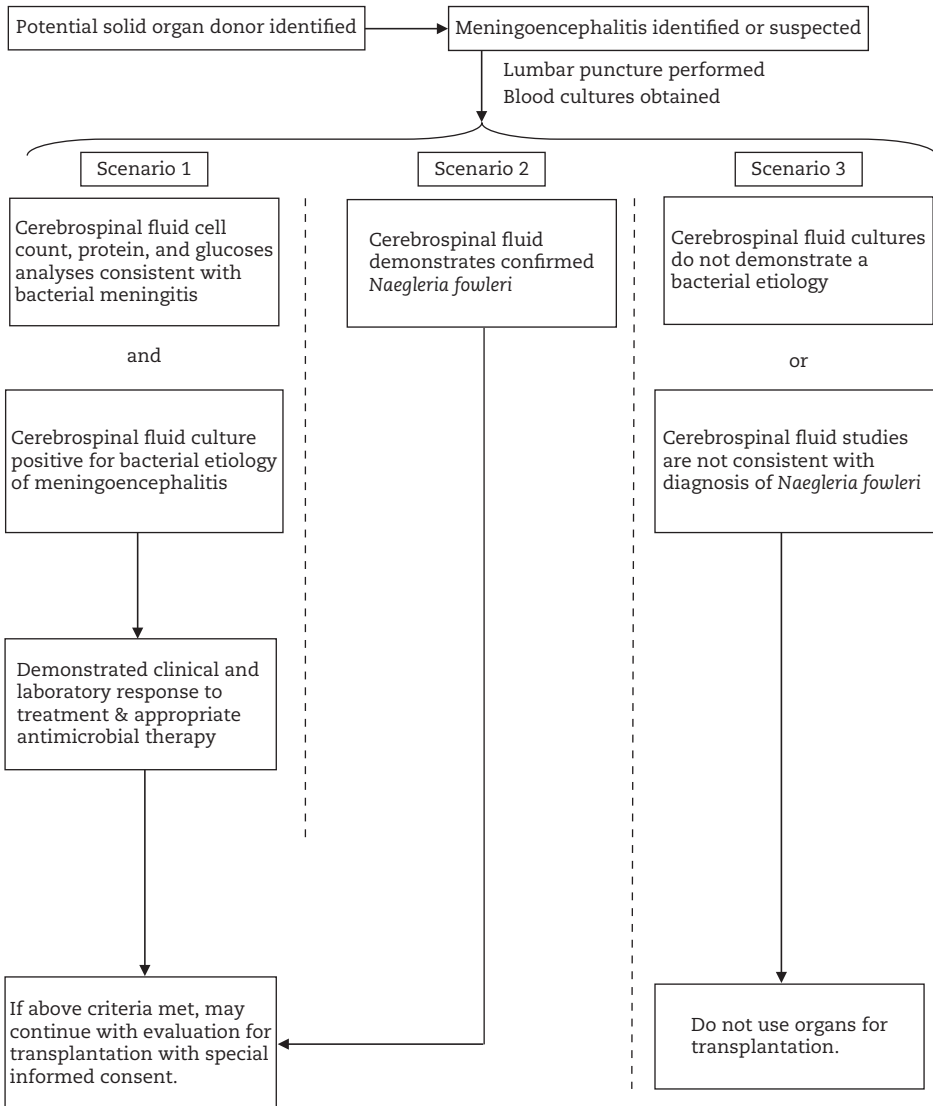 Potential solid organ donor identified
Meningoencephalitis identified or suspected
Lumbar puncture performed
Blood cultures obtained
Scenario 1
Cerebrospinal fluid cell
count, protein, and glucoses
analyses consistent with
bacterial meningitis
and
Cerebrospinal fluid culture
positive for bacterial etiology
of meningoencephalitis
Demonstrated clinical and
laboratory response to
treatment & appropriate
antimicrobial therapy
If above criteria met, may
continue with evaluation for
transplantation with special
informed consent.
Scenario 2
Cerebrospinal fluid
demonstrates confirmed
Naegleria fowleri
Scenario 3
Cerebrospinal fluid cultures
do not demonstrate a
bacterial etiology
or
Cerebrospinal fluid studies
are not consistent with
diagnosis of Naegleria fowleri
Do not use organs for
transplantation.